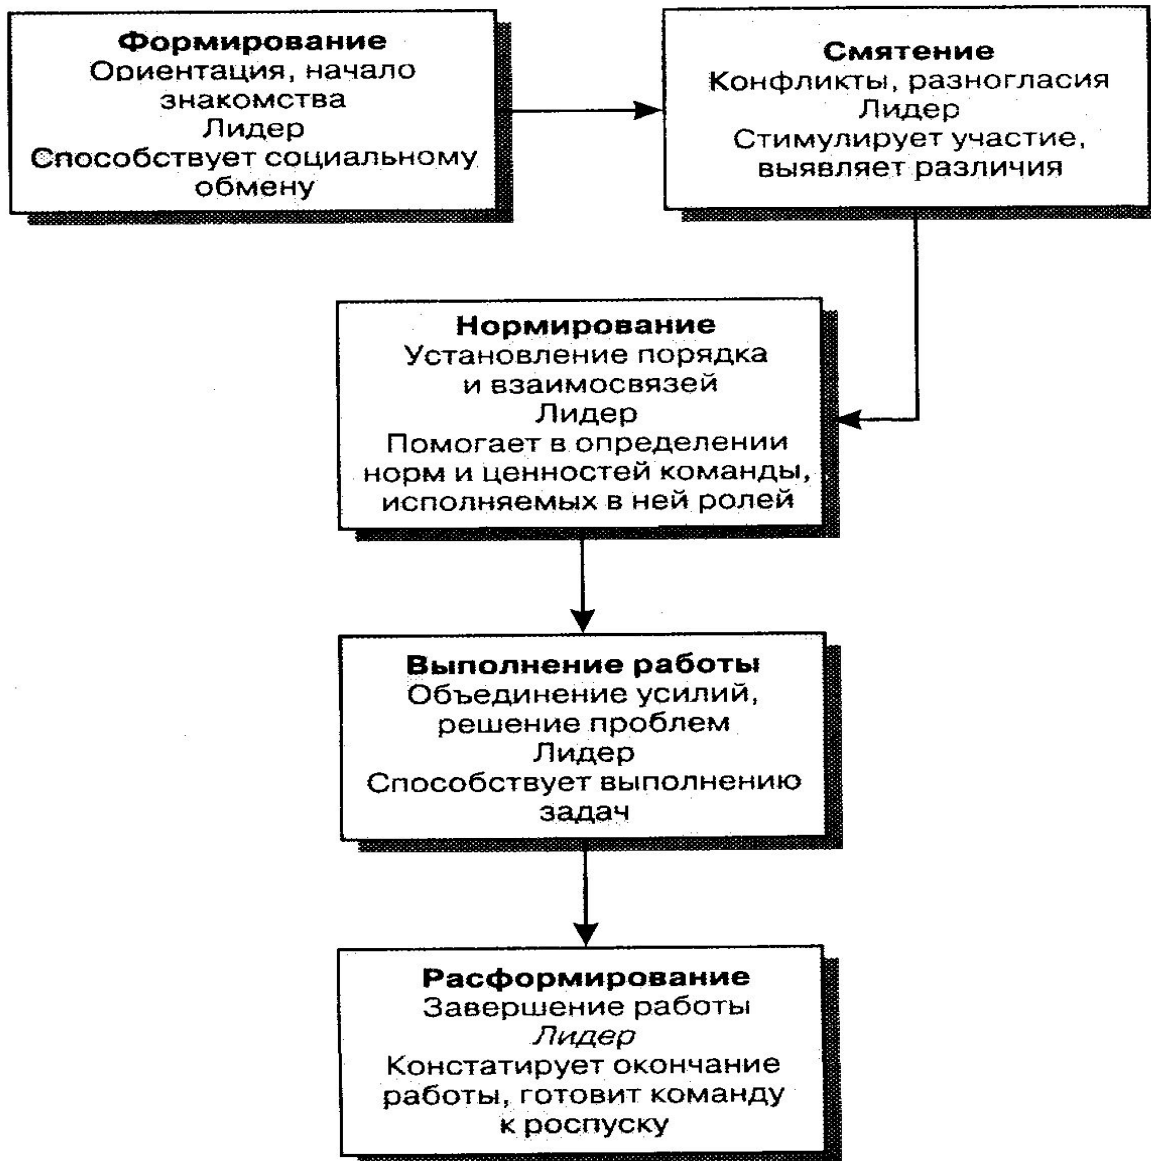 Формирование
Ориентация, начало
знакомства
Лидер
Способствует социальному
обмену
Смятение
Конфликты, разногласия
Лидер
Стимулирует участие,
выявляет различия
Нормирование
Установление порядка
и взаимосвязей
Лидер
Помогает в определении
норм и ценностей команды,
исполняемых в ней ролей
Выполнение работы
Объединение усилий,
решение проблем
Лидер
Способствует выполнению
задач
Расформирование
Завершение работы
Лидер
Констатирует окончание
работы, готовит команду
к роспуску